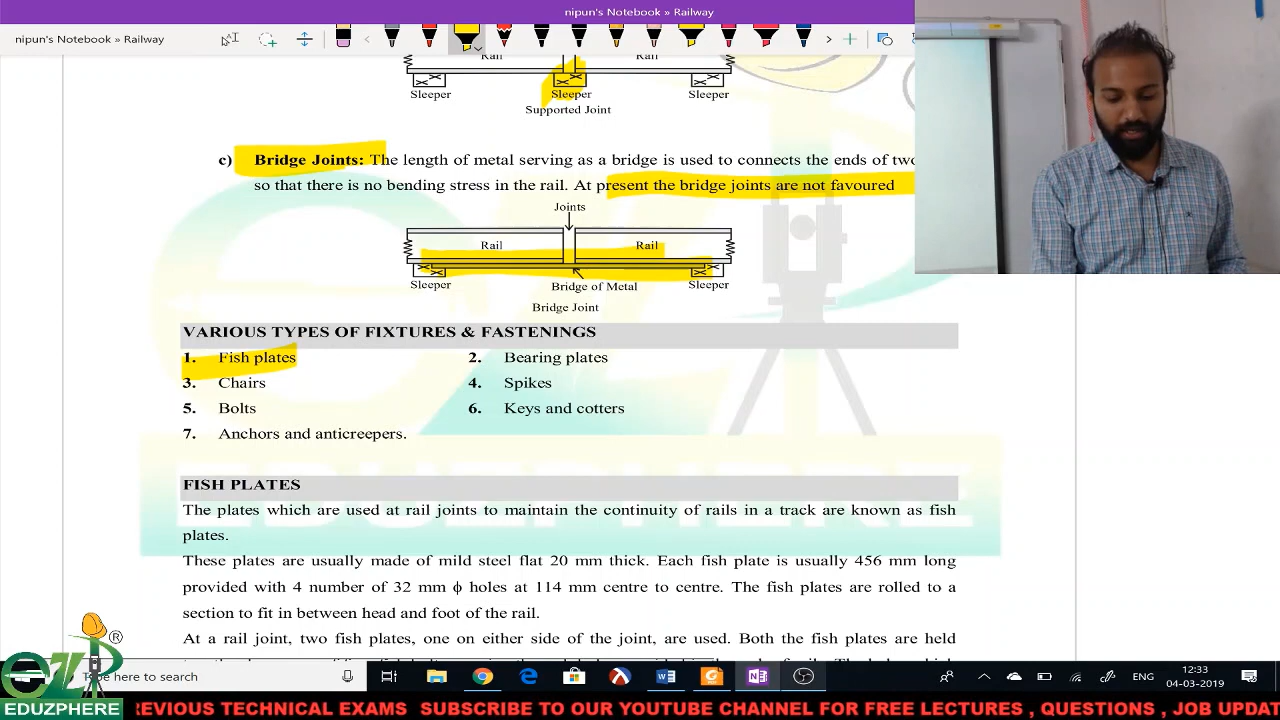 nipun's Notebook » Railway
nipun's Notebook » Railway
Rail Rail
Sleeper Sleeper Sleeper
Supported Joint
c) Bridge Joints: The length of metal serving as a bridge is used to connects the ends of two
so that there is no bending stress in the rail. At present the bridge joints are not favoured
Joints
Rail Rail
Sleeper Bridge of Metal Sleeper
Bridge Joint
VARIOUS TYPES OF FIXTURES & FASTENINGS
1. Fish plates 2. Bearing plates
3. Chairs 4. Spikes
5. Bolts 6. Keys and cotters
7. Anchors and anticreepers.
EDUZPHERE
FISH PLATES
The plates which are used at rail joints to maintain the continuity of rails in a track are known as fish
plates.
These plates are usually made of mild steel flat 20 mm thick. Each fish plate is usually 456 mm long
provided with 4 number of 32 mm ϕ holes at 114 mm centre to centre. The fish plates are rolled to a
section to fit in between head and foot of the rail.
At a rail joint, two fish plates, one on either side of the joint, are used. Both the fish plates are held
ezp ®
EDUZPHERE
here to search
ENG
12:33
04-03-2019
REVIOUS TECHNICAL EXAMS SUBSCRIBE TO OUR YOUTUBE CHANNEL FOR FREE LECTURES , QUESTIONS , JOB UPDAT